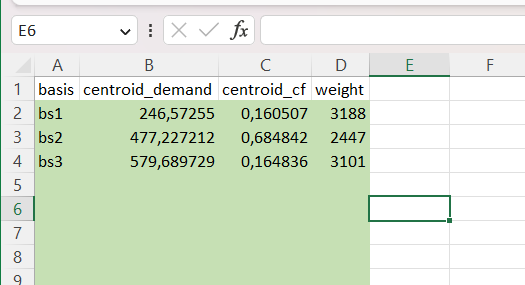 E6 fx
A B C D E F
1 basis centroid_demand centroid_cf weight
2 bs1 246,57255 0,160507 3188
3 bs2 477,227212 0,684842 2447
4 bs3 579,689729 0,164836 3101
5
6
7
8
9